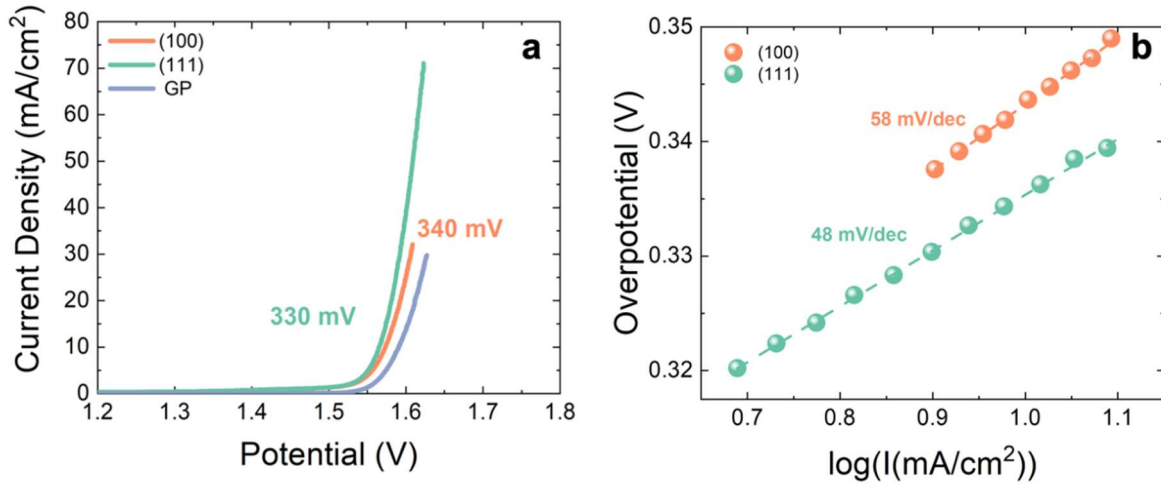 a
(100)
(111)
GP
340 mV
330 mV
80
70
60
50
40
30
20
10
0
1.2 1.3 1.4 1.5 1.6 1.7 1.8
Current Density (mA/cm²)
Potential (V)
b
(100)
(111)
58 mV/dec
48 mV/dec
0.35
0.34
0.33
0.32
0.7 0.8 0.9 1.0 1.1
Overpotential (V)
log(I(mA/cm²))